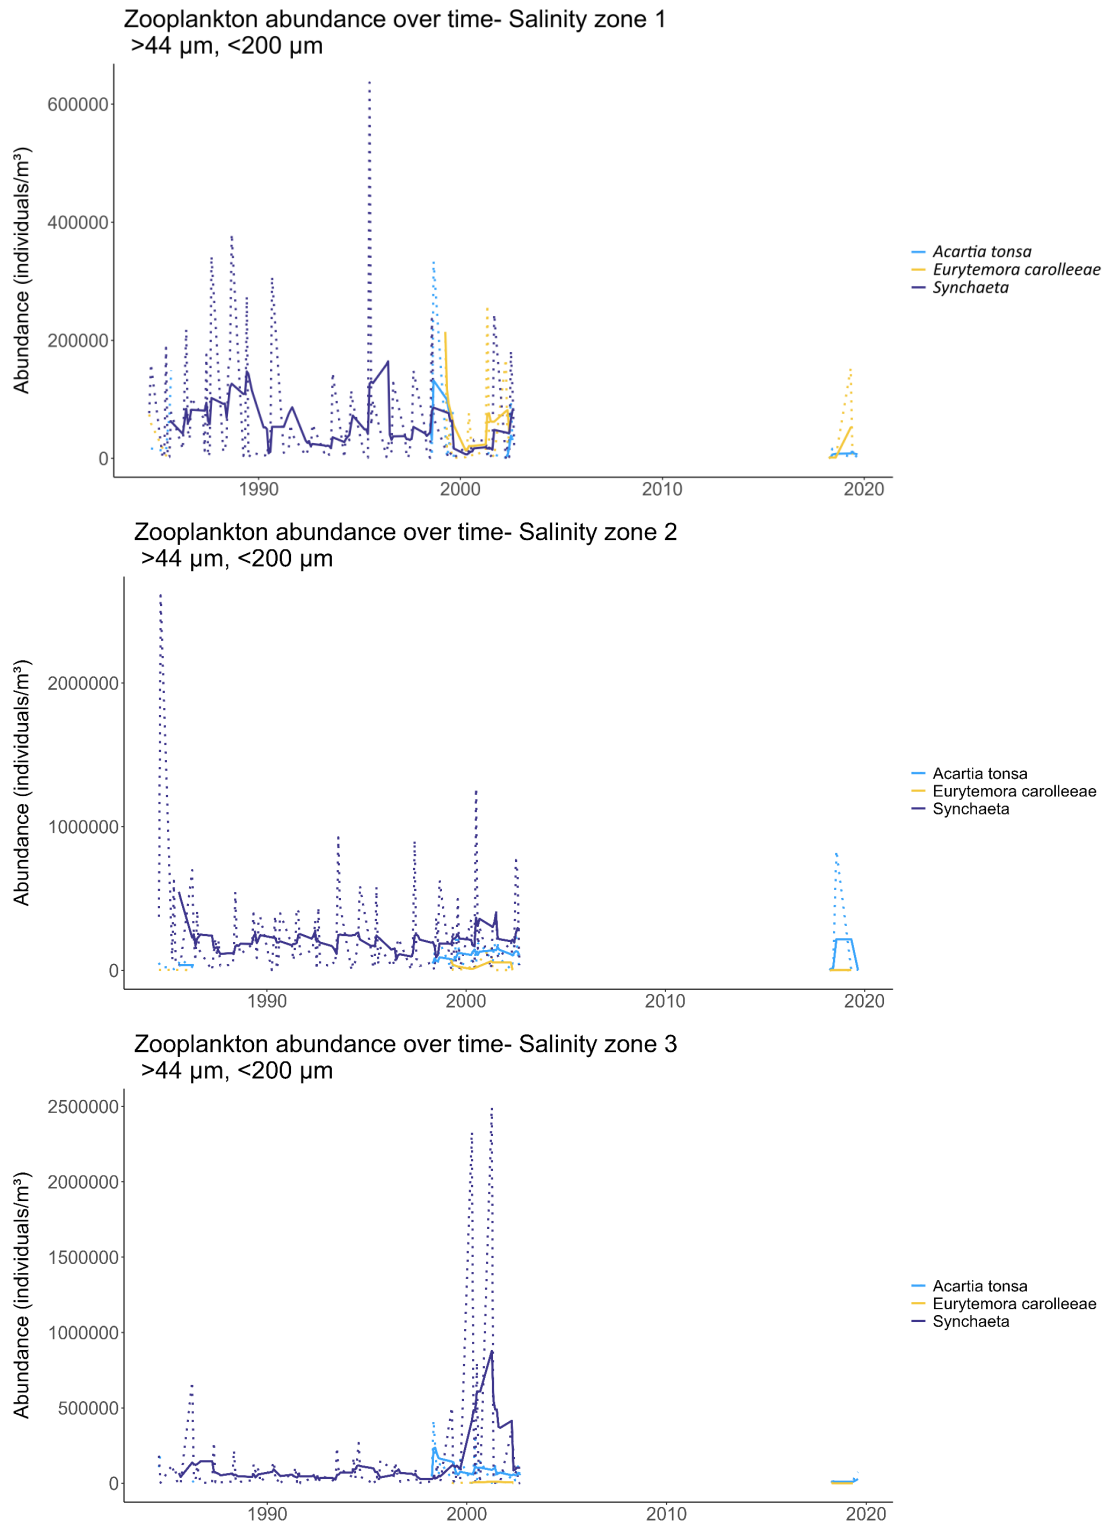 Zooplankton abundance over time- Salinity zone 1
>44 µm, <200 µm
Abundance (individuals/m³)
600000
400000
200000
0
1990
2000
2010
2020
Acartia tonsa
Eurytemora carolleeae
Synchaeta
Zooplankton abundance over time- Salinity zone 2
>44 µm, <200 µm
Abundance (individuals/m³)
2000000
1000000
0
1990
2000
2010
2020
Acartia tonsa
Eurytemora carolleeae
Synchaeta
Zooplankton abundance over time- Salinity zone 3
>44 µm, <200 µm
Abundance (individuals/m³)
2500000
2000000
1500000
1000000
500000
0
1990
2000
2010
2020
Acartia tonsa
Eurytemora carolleeae
Synchaeta